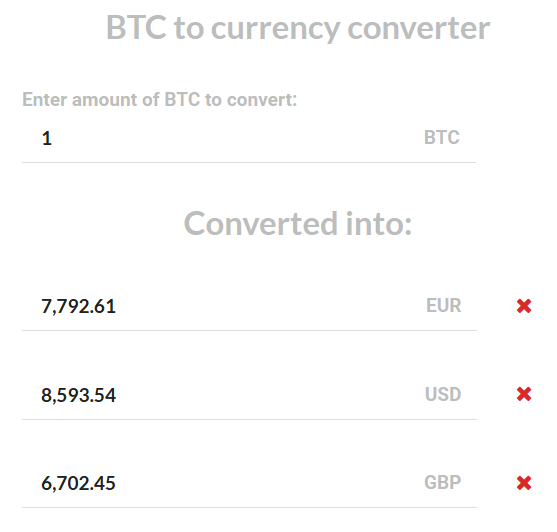 BTC to currency converter
Enter amount of BTC to convert:
1 BTC
Converted into:
7,792.61 EUR
8,593.54 USD
6,702.45 GBP